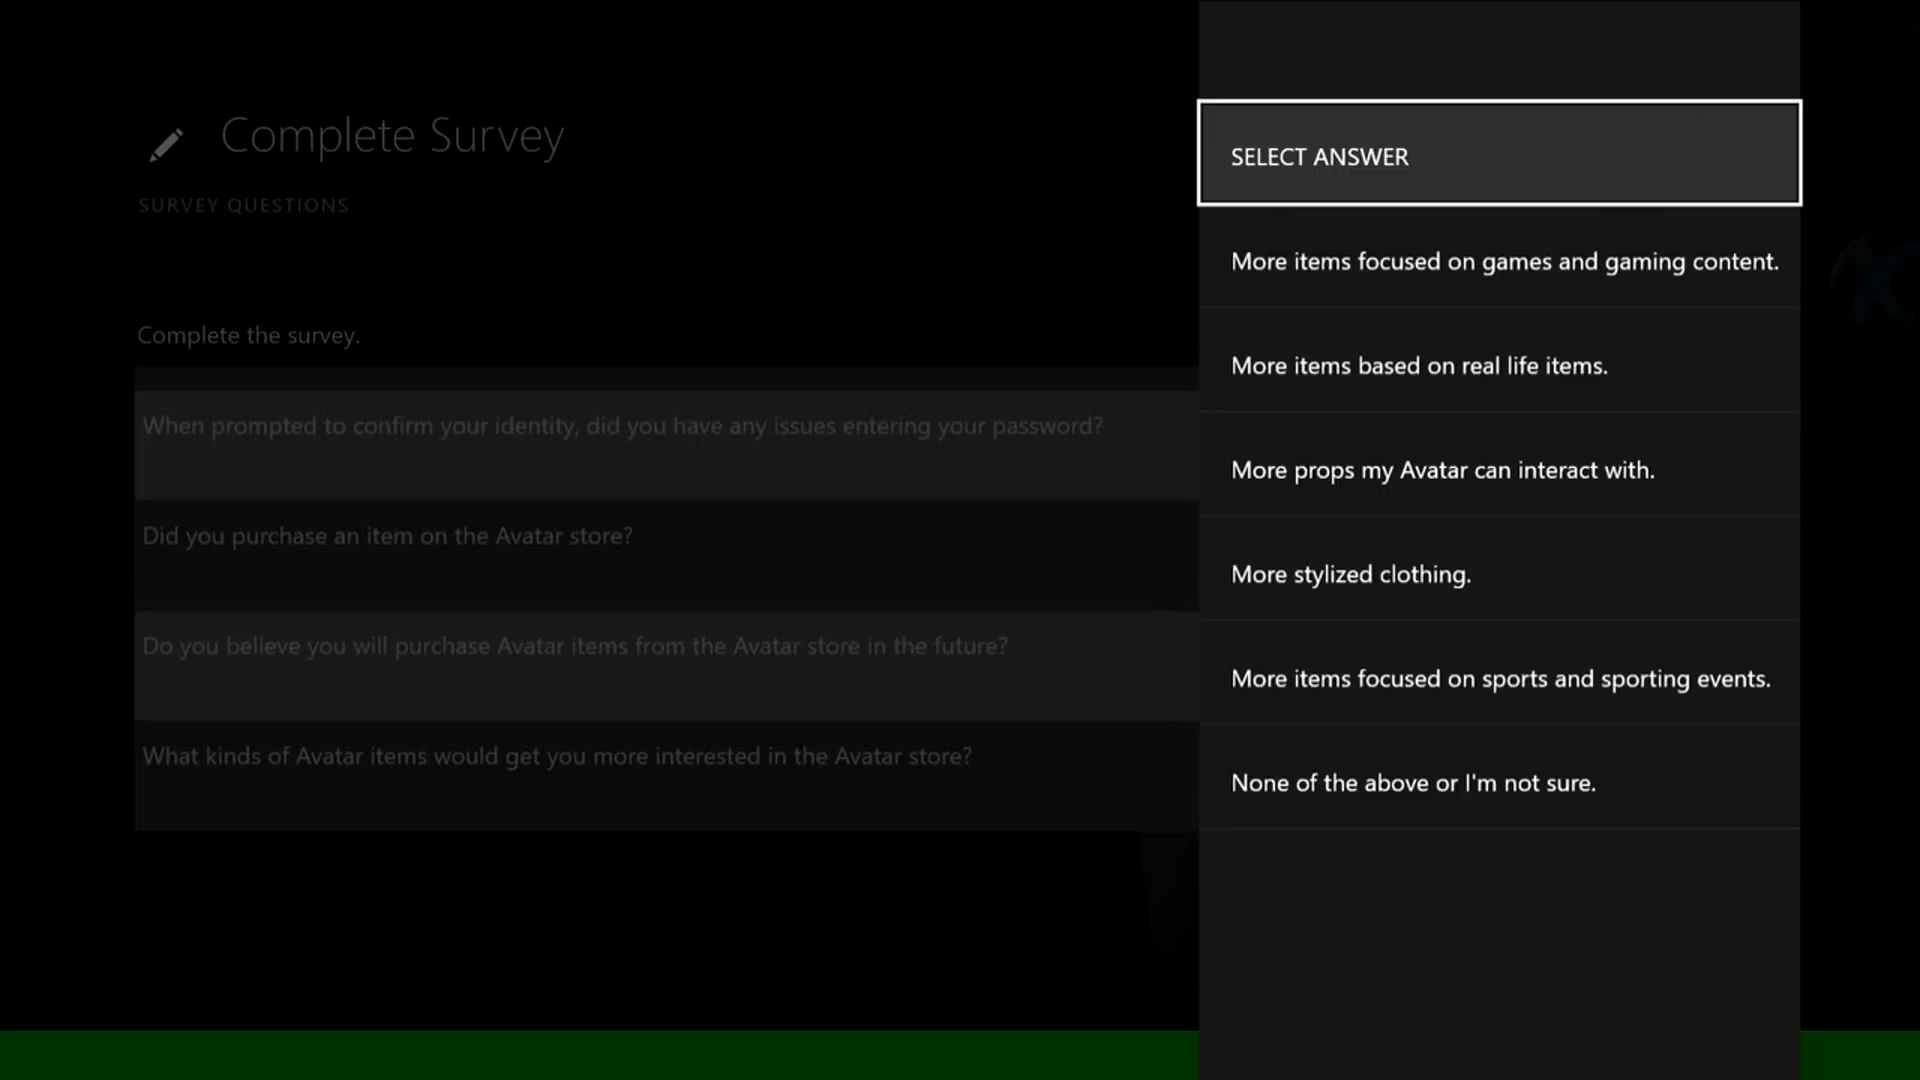 Complete Survey
SURVEY QUESTIONS
Complete the survey.
When prompted to confirm your identity, did you have any issues entering your password?
Did you purchase an item on the Avatar store?
Do you believe you will purchase Avatar items from the Avatar store in the future?
What kinds of Avatar items would get you more interested in the Avatar store?
SELECT ANSWER
More items focused on games and gaming content.
More items based on real life items.
More props my Avatar can interact with.
More stylized clothing.
More items focused on sports and sporting events.
None of the above or I'm not sure.